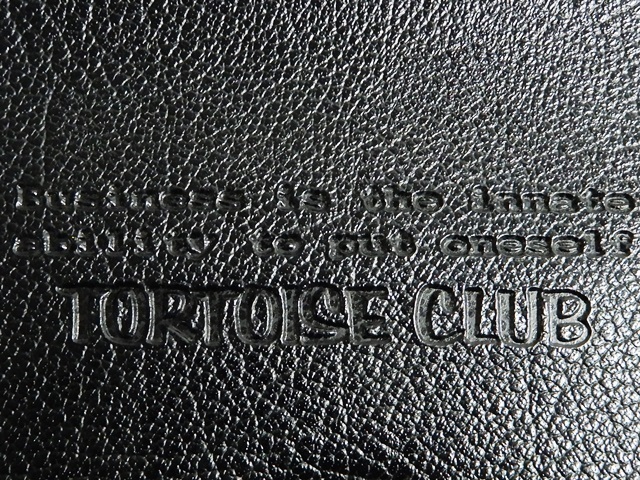 Business is the innate
ability to put oneself
TORTOISE CLUB